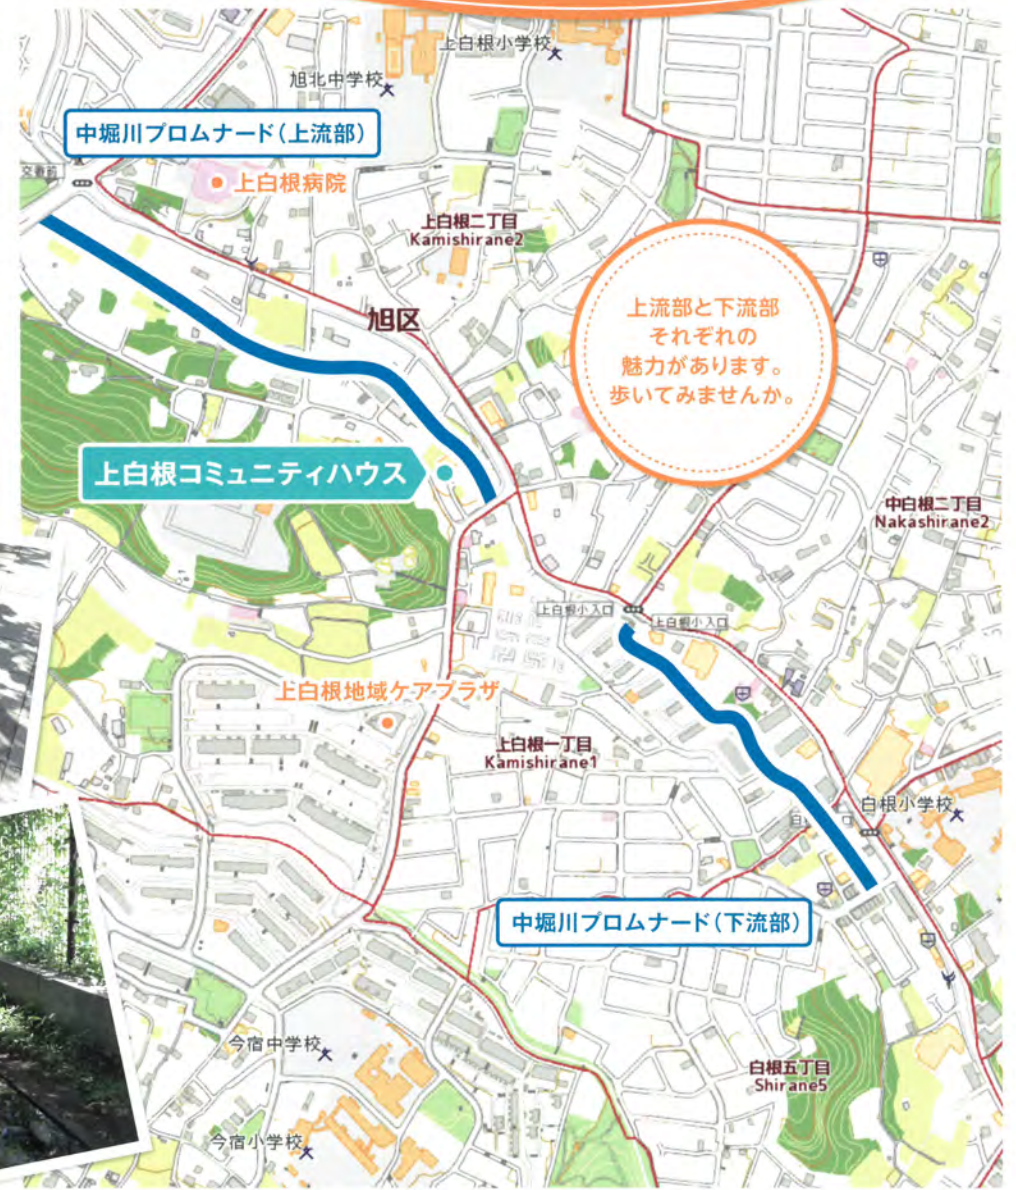 上白根小学校
旭北中学校
中堀川プロムナード(上流部)
交番前
上白根病院
上白根二丁目
Kamishirane2
旭区
上流部と下流部
それぞれの
魅力があります。
歩いてみませんか。
上白根コミュニティハウス
中白根二丁目
Nakashirane2
上白根小入口
上白根小入口
上白根地域ケアプラザ
上白根一丁目
Kamishirane1
白根小学校
中堀川プロムナード(下流部)
今宿中学校
白根五丁目
Shirane5
今宿小学校